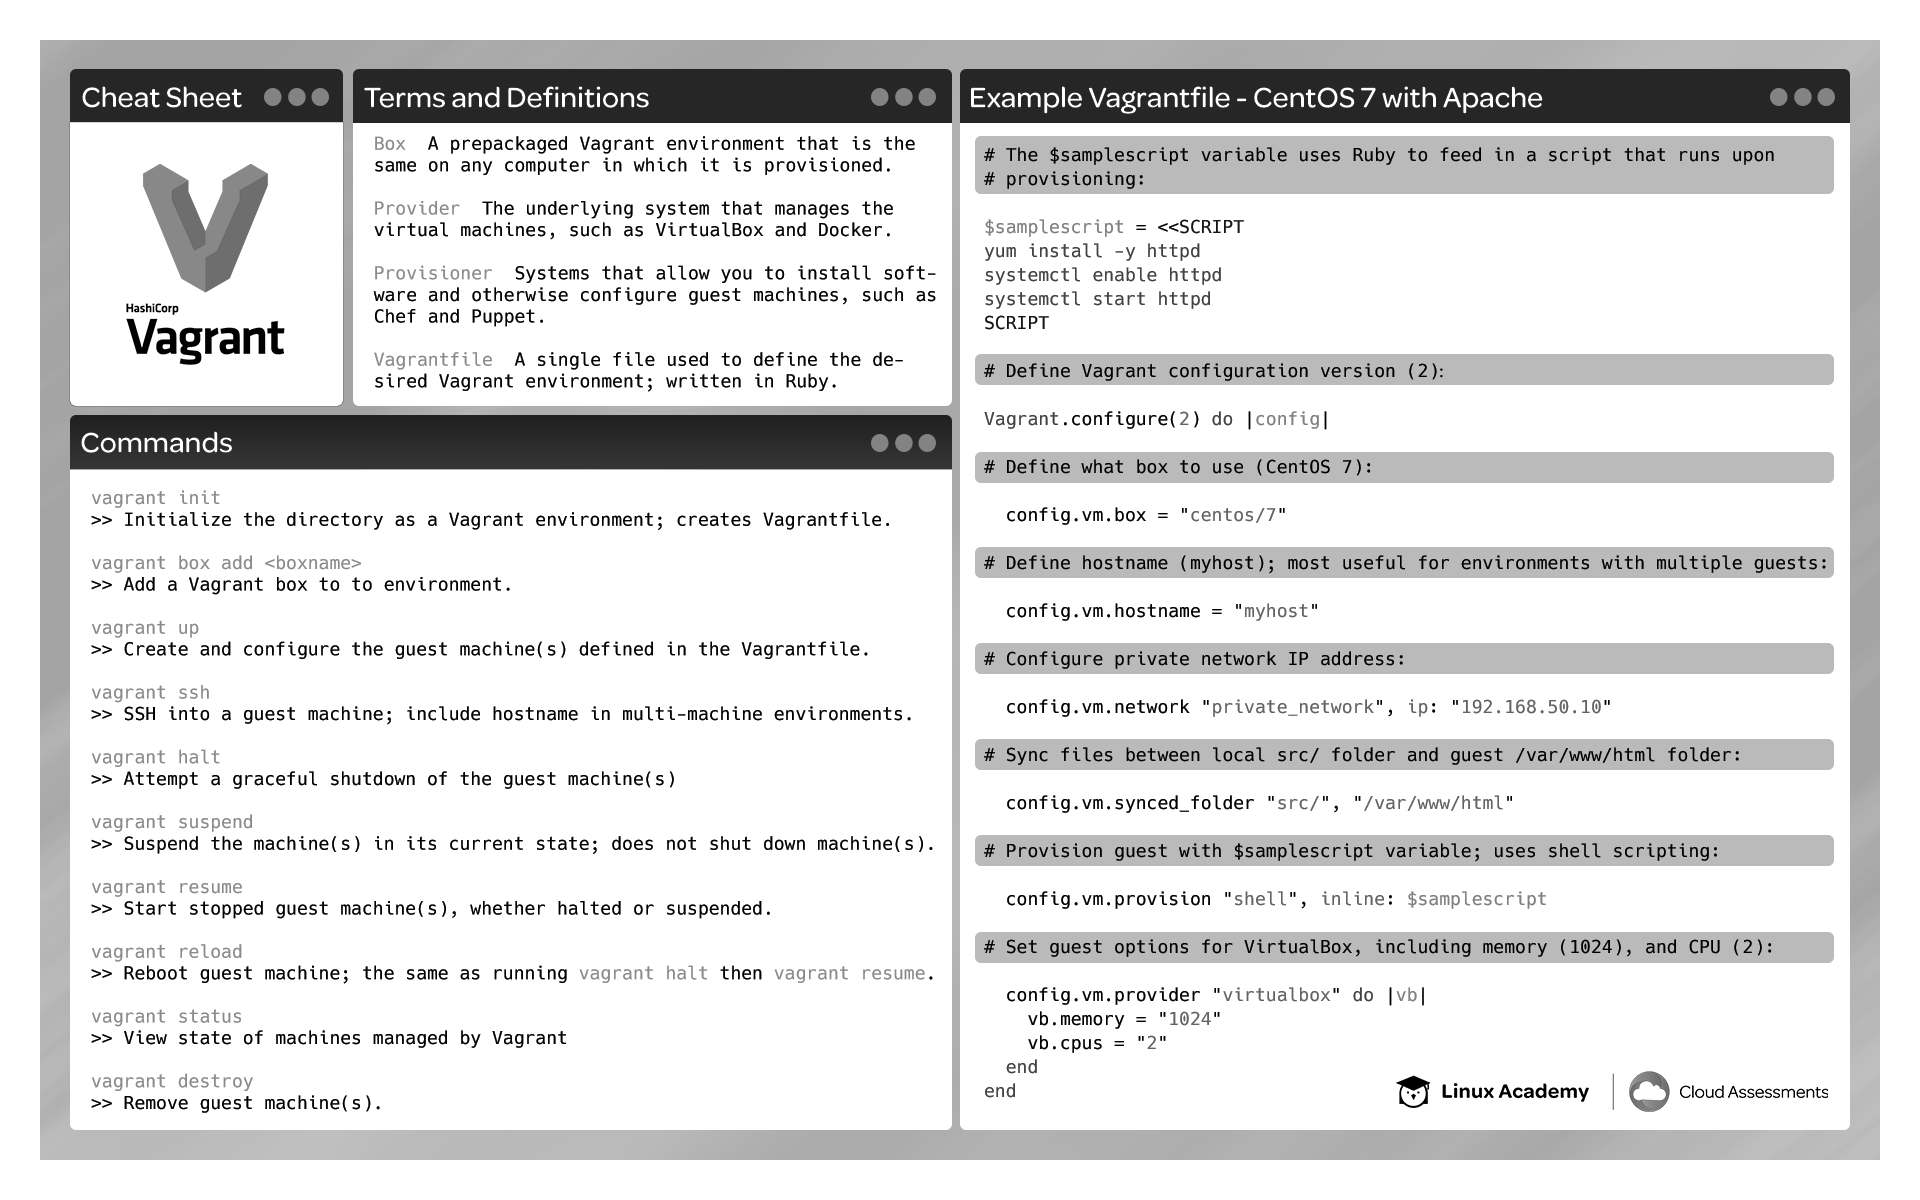 Cheat Sheet
HashiCorp
Vagrant
Terms and Definitions
Box  A prepackaged Vagrant environment that is the
same on any computer in which it is provisioned.
Provider  The underlying system that manages the
virtual machines, such as VirtualBox and Docker.
Provisioner  Systems that allow you to install soft-
ware and otherwise configure guest machines, such as
Chef and Puppet.
Vagrantfile  A single file used to define the de-
sired Vagrant environment; written in Ruby.
Commands
vagrant init
>> Initialize the directory as a Vagrant environment; creates Vagrantfile.
vagrant box add <boxname>
>> Add a Vagrant box to to environment.
vagrant up
>> Create and configure the guest machine(s) defined in the Vagrantfile.
vagrant ssh
>> SSH into a guest machine; include hostname in multi-machine environments.
vagrant halt
>> Attempt a graceful shutdown of the guest machine(s)
vagrant suspend
>> Suspend the machine(s) in its current state; does not shut down machine(s).
vagrant resume
>> Start stopped guest machine(s), whether halted or suspended.
vagrant reload
>> Reboot guest machine; the same as running vagrant halt then vagrant resume.
vagrant status
>> View state of machines managed by Vagrant
vagrant destroy
>> Remove guest machine(s).
Example Vagrantfile - CentOS 7 with Apache
# The $samplescript variable uses Ruby to feed in a script that runs upon
# provisioning:
$samplescript = <<SCRIPT
yum install -y httpd
systemctl enable httpd
systemctl start httpd
SCRIPT
# Define Vagrant configuration version (2):
Vagrant.configure(2) do |config|
# Define what box to use (CentOS 7):
  config.vm.box = "centos/7"
# Define hostname (myhost); most useful for environments with multiple guests:
  config.vm.hostname = "myhost"
# Configure private network IP address:
  config.vm.network "private_network", ip: "192.168.50.10"
# Sync files between local src/ folder and guest /var/www/html folder:
  config.vm.synced_folder "src/", "/var/www/html"
# Provision guest with $samplescript variable; uses shell scripting:
  config.vm.provision "shell", inline: $samplescript
# Set guest options for VirtualBox, including memory (1024), and CPU (2):
  config.vm.provider "virtualbox" do |vb|
    vb.memory = "1024"
    vb.cpus = "2"
  end
end
Linux Academy
Cloud Assessments